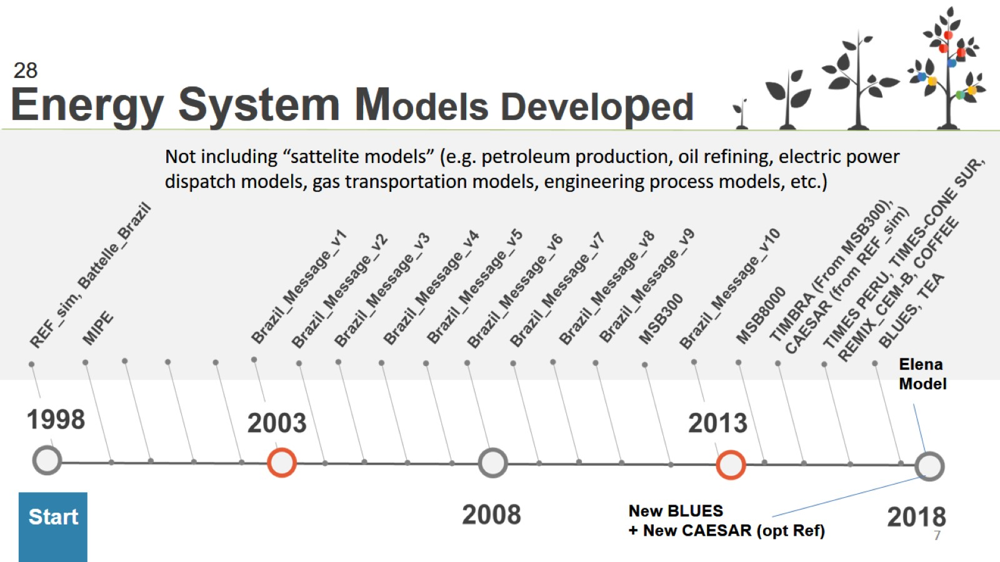 28
Energy System Models Developed
Not including “sattelite models” (e.g. petroleum production, oil refining, electric power
dispatch models, gas transportation models, engineering process models, etc.)
REF_sim, Battelle_Brazil
MIPE
Brazil_Message_v1
Brazil_Message_v2
Brazil_Message_v3
Brazil_Message_v4
Brazil_Message_v5
Brazil_Message_v6
Brazil_Message_v7
Brazil_Message_v8
Brazil_Message_v9
MSB300
Brazil_Message_v10
MSB8000
TIMBRA (From MSB300),
CAESAR (from REF_sim)
TIMES PERU, TIMES-CONE SUR,
REMIX_CEM-B, COFFEE
BLUES, TEA
Elena
Model
1998
2003
2013
Start
2008
New BLUES
+ New CAESAR (opt Ref)
2018
7